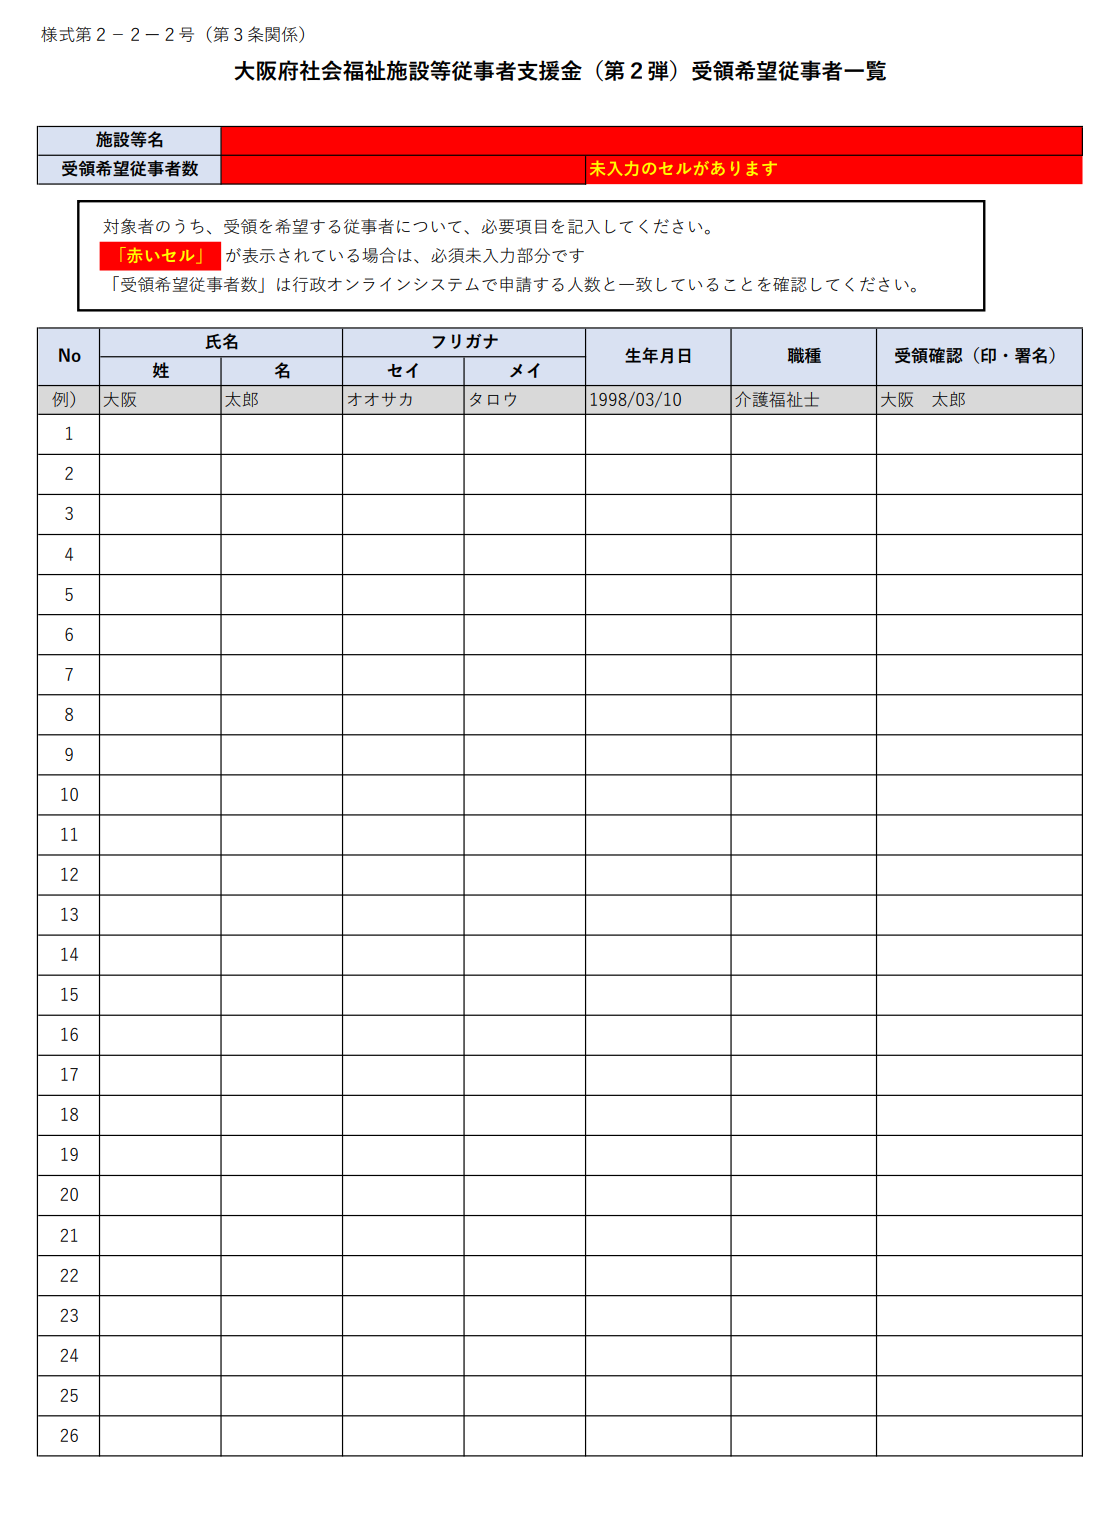 様式第２－２ー２号（第３条関係）
大阪府社会福祉施設等従事者支援金（第２弾）受領希望従事者一覧
施設等名
受領希望従事者数 未入力のセルがあります
対象者のうち、受領を希望する従事者について、必要項目を記入してください。
「赤いセル」 が表示されている場合は、必須未入力部分です
「受領希望従事者数」は行政オンラインシステムで申請する人数と一致していることを確認してください。
No 氏名 フリガナ 生年月日 職種 受領確認（印・署名）
姓 名 セイ メイ
例） 大阪 太郎 オオサカ タロウ 1998/03/10 介護福祉士 大阪　太郎
1
2
3
4
5
6
7
8
9
10
11
12
13
14
15
16
17
18
19
20
21
22
23
24
25
26